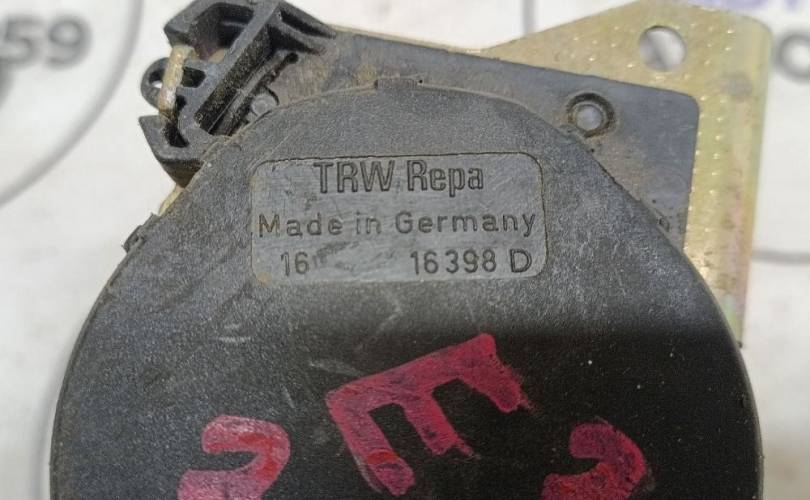 TRW Repa
Made in Germany
16 16398 D
59
E